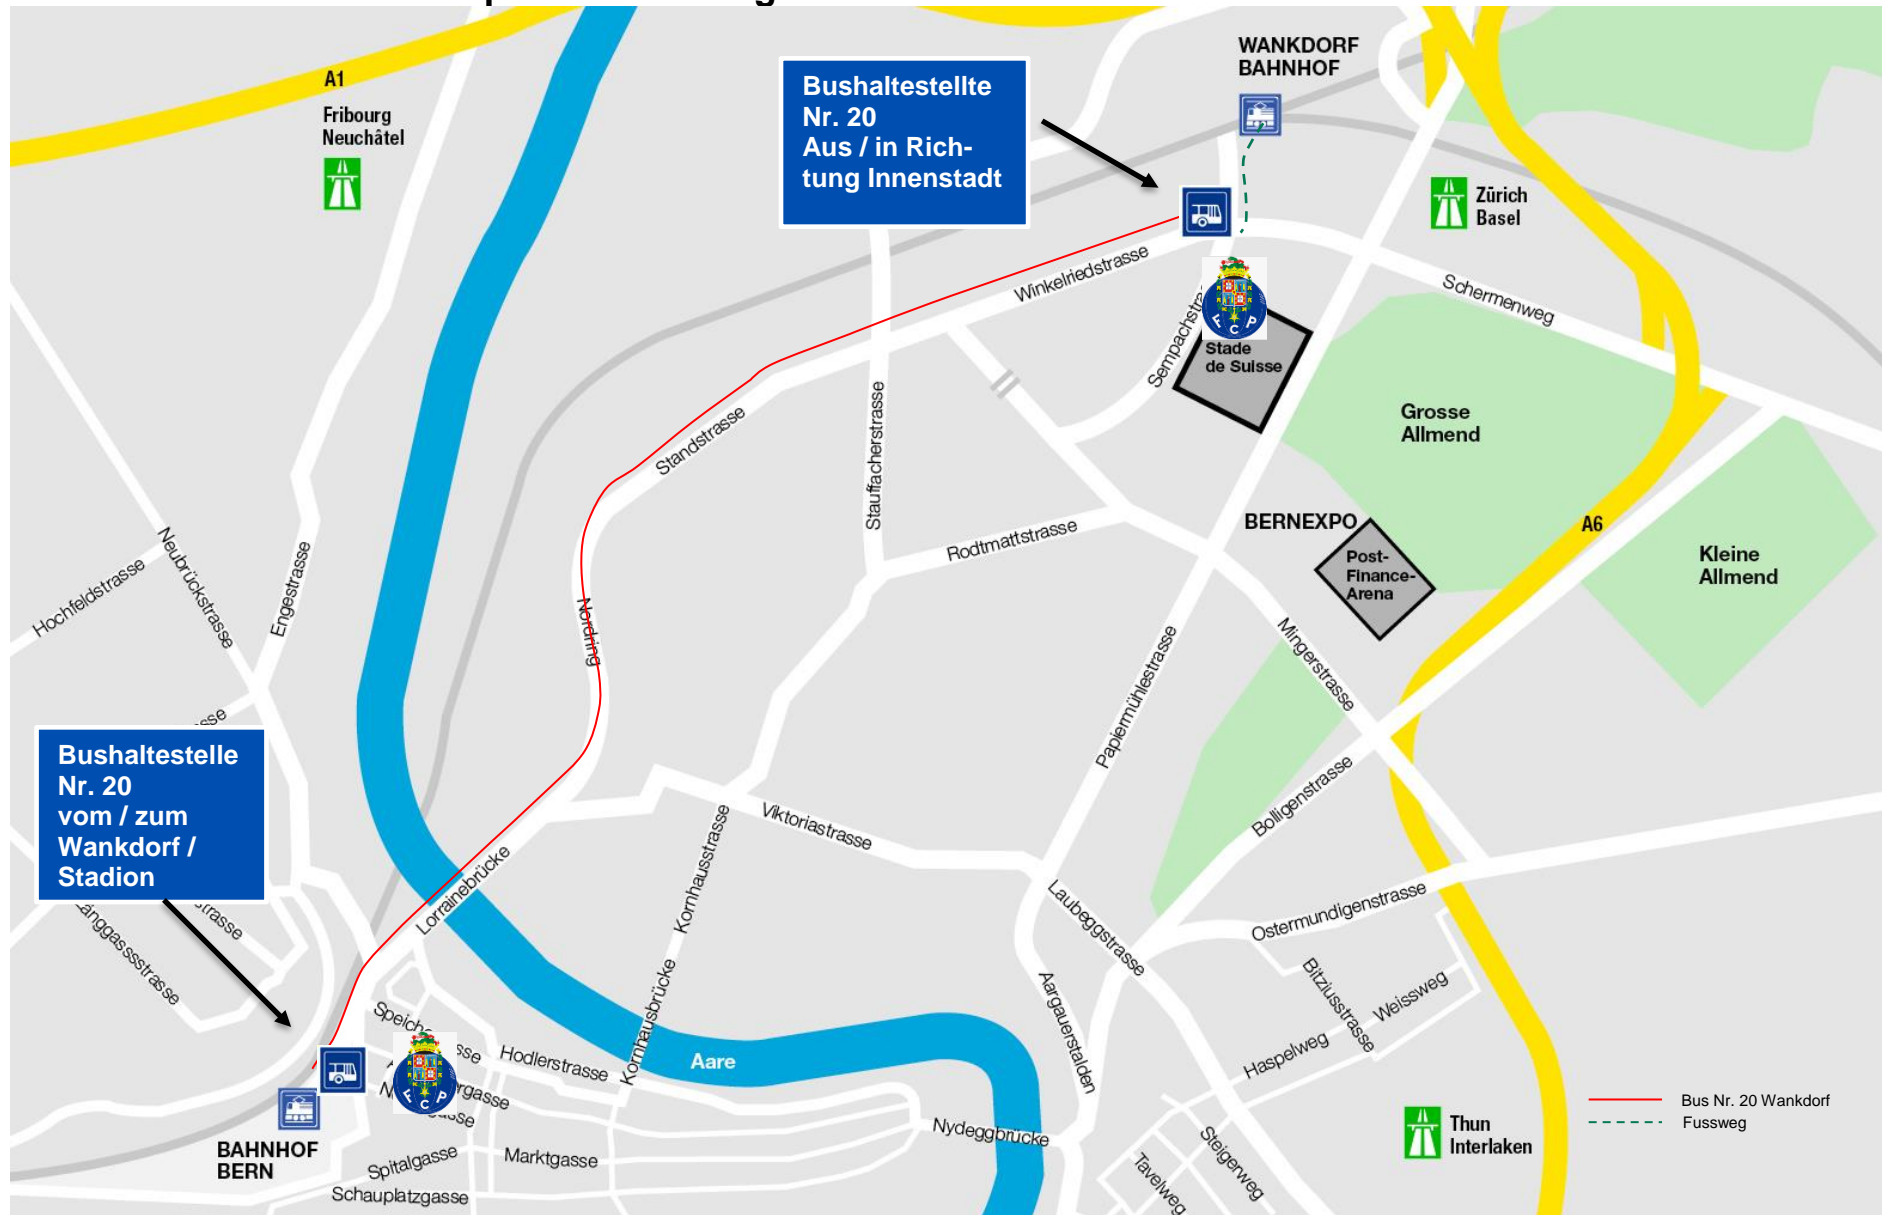 A1
Fribourg
Neuchâtel
Bushaltestellte
Nr. 20
Aus / in Rich-
tung Innenstadt
WANKDORF
BAHNHOF
Zürich
Basel
Winkelriedstrasse
Schermenweg
Stade
de Suisse
Standstrasse
Stauffacherstrasse
Grosse
Allmend
BERNEXPO
Post-
Finance-
Arena
A6
Kleine
Allmend
Rodtmattstrasse
Neubrückstrasse
Hochfeldstrasse
Engestrasse
Nordring
Mingerstrasse
Papiermühlestrasse
Bushaltestelle
Nr. 20
vom / zum
Wankdorf /
Stadion
Bolligenstrasse
Viktoriastrasse
Kornhausstrasse
Lorrainebrücke
Laubeggstrasse
Ostermundigenstrasse
Länggassstrasse
Bitziusstrasse
Weissweg
Aargauerstalden
Kornhausbrücke
Hodlerstrasse
Aare
Haspelweg
F C P
F C P
BAHNHOF
BERN
Spitalgasse
Marktgasse
Schauplatzgasse
Nydeggbrücke
Steigerweg
Tavelweg
Thun
Interlaken
Bus Nr. 20 Wankdorf
Fussweg